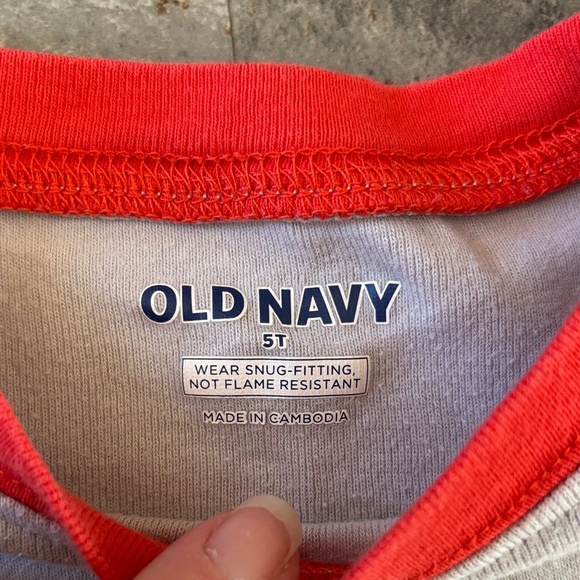 OLD NAVY
5T
WEAR SNUG-FITTING,
NOT FLAME RESISTANT
MADE IN CAMBODIA